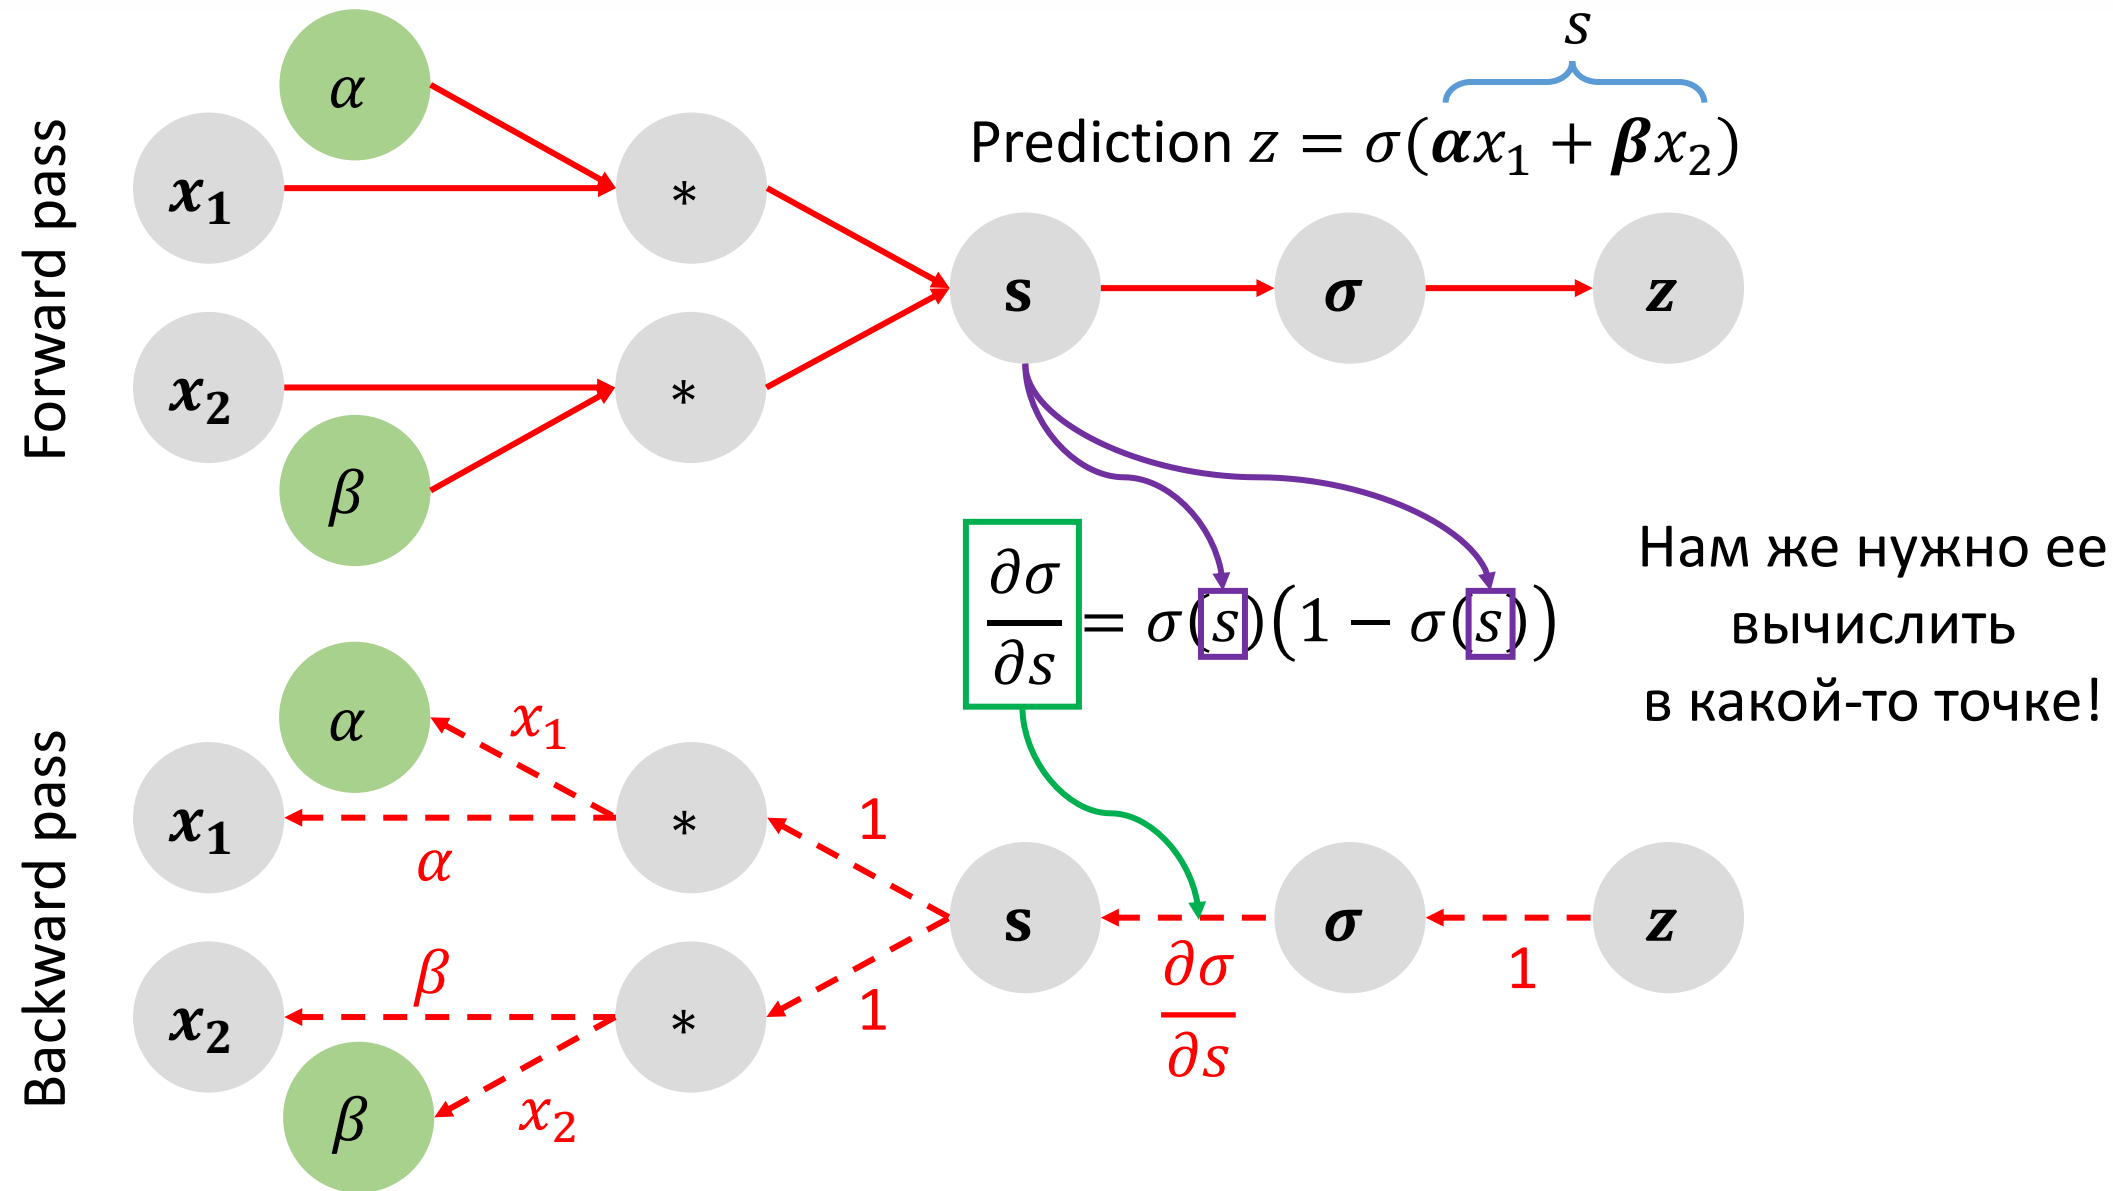 s
Prediction z = σ(αx₁ + βx₂)
Forward pass
α
x₁
*
x₂
*
β
s
σ
z
∂σ/∂s = σ(s)(1 − σ(s))
Нам же нужно ее
вычислить
в какой-то точке!
Backward pass
α
x₁
x₁
*
α
1
s
σ
z
∂σ/∂s
1
β
x₂
*
1
β
x₂